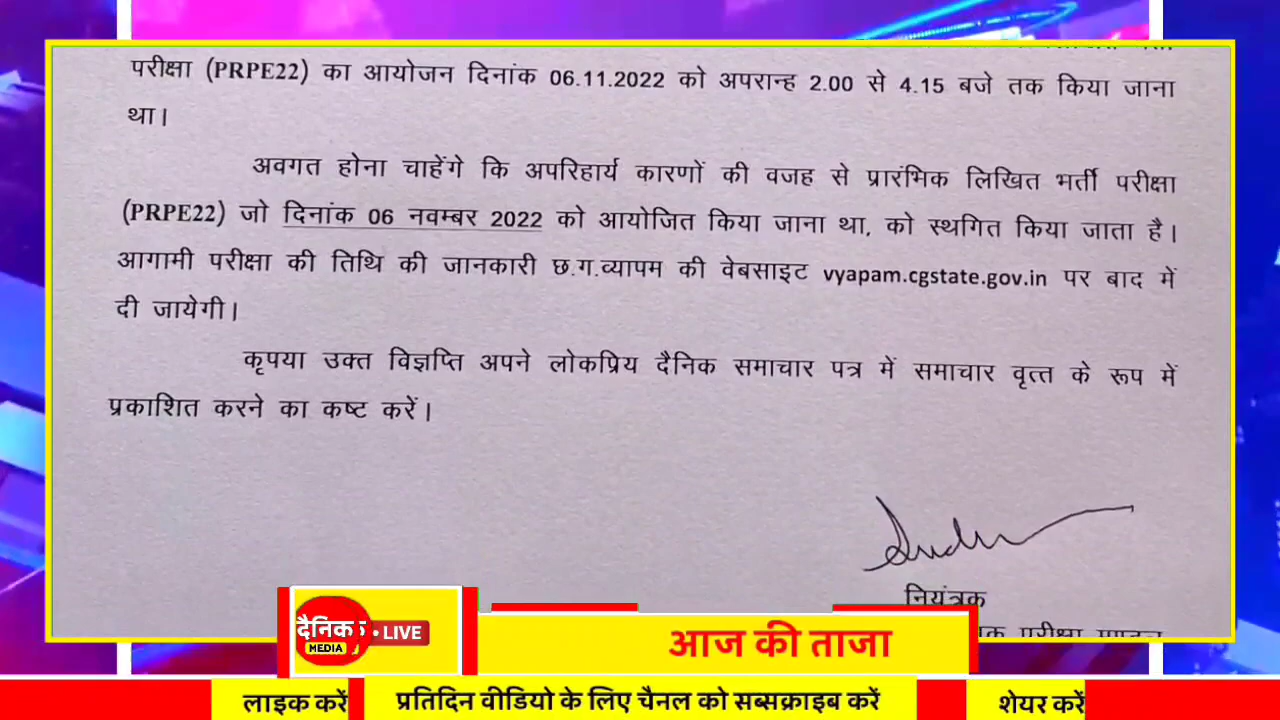 परीक्षा (PRPE22) का आयोजन दिनांक 06.11.2022 को अपरान्ह 2.00 से 4.15 बजे तक किया जाना
था।
अवगत होना चाहेंगे कि अपरिहार्य कारणों की वजह से प्रारंभिक लिखित भर्ती परीक्षा
(PRPE22) जो दिनांक 06 नवम्बर 2022 को आयोजित किया जाना था, को स्थगित किया जाता है।
आगामी परीक्षा की तिथि की जानकारी छ.ग.व्यापम की वेबसाइट vyapam.cgstate.gov.in पर बाद में
दी जायेगी।
कृपया उक्त विज्ञप्ति अपने लोकप्रिय दैनिक समाचार पत्र में समाचार वृत्त के रूप में
प्रकाशित करने का कष्ट करें।
नियंत्रक
परीक्षा
दैनिक • LIVE
MEDIA
आज की ताजा
लाइक करें प्रतिदिन वीडियो के लिए चैनल को सब्सक्राइब करें शेयर करें